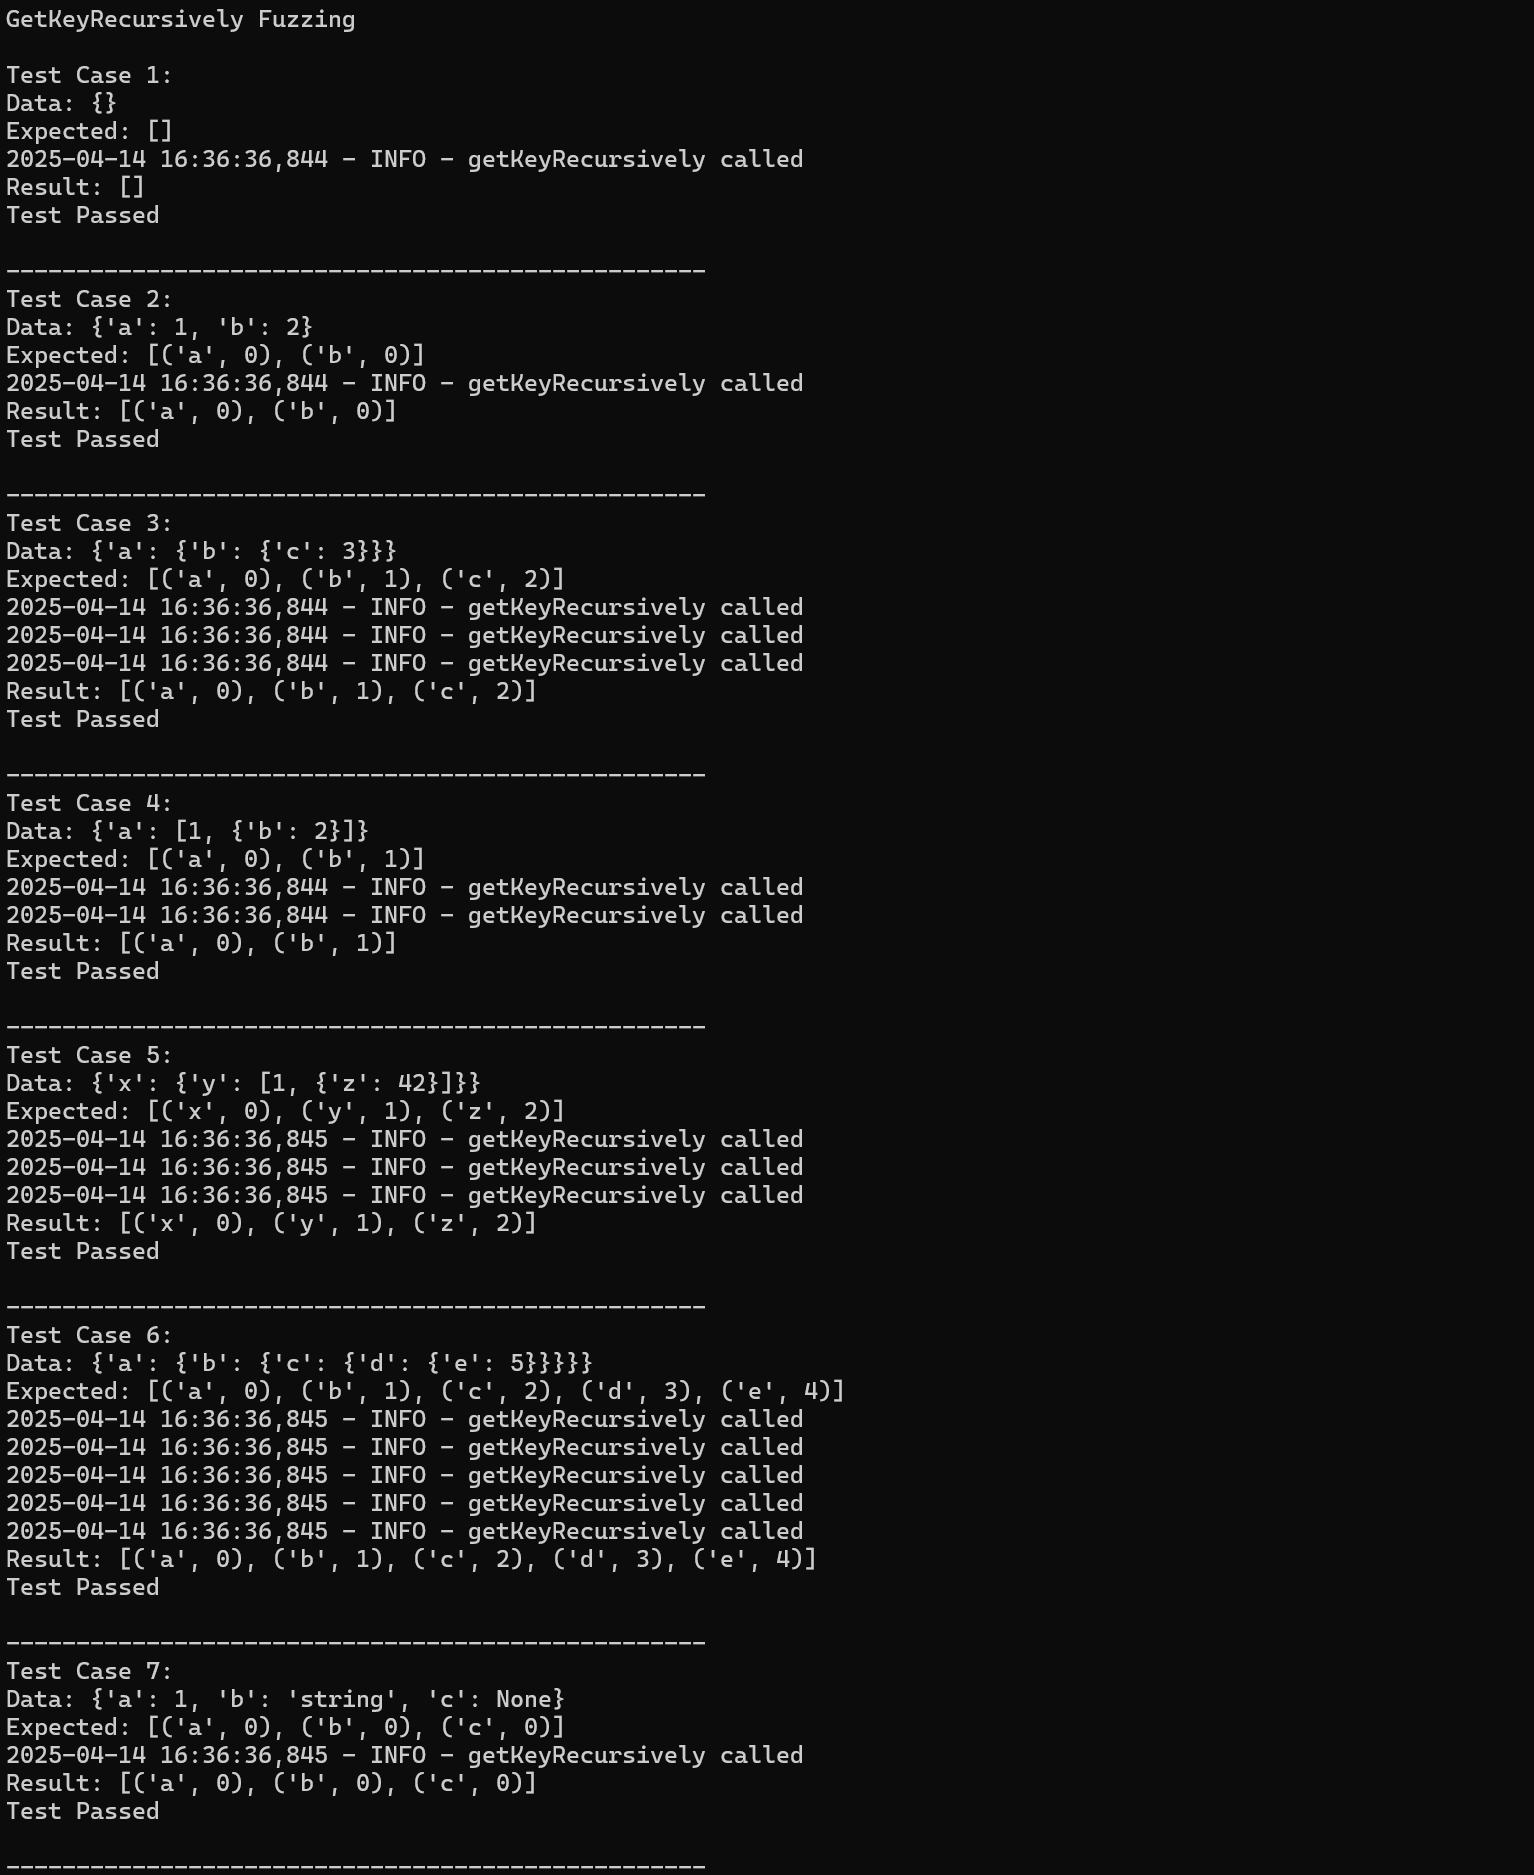 GetKeyRecursively Fuzzing
Test Case 1:
Data: {}
Expected: []
2025-04-14 16:36:36,844 - INFO - getKeyRecursively called
Result: []
Test Passed
--------------------------------------------------
Test Case 2:
Data: {'a': 1, 'b': 2}
Expected: [('a', 0), ('b', 0)]
2025-04-14 16:36:36,844 - INFO - getKeyRecursively called
Result: [('a', 0), ('b', 0)]
Test Passed
--------------------------------------------------
Test Case 3:
Data: {'a': {'b': {'c': 3}}}
Expected: [('a', 0), ('b', 1), ('c', 2)]
2025-04-14 16:36:36,844 - INFO - getKeyRecursively called
2025-04-14 16:36:36,844 - INFO - getKeyRecursively called
2025-04-14 16:36:36,844 - INFO - getKeyRecursively called
Result: [('a', 0), ('b', 1), ('c', 2)]
Test Passed
--------------------------------------------------
Test Case 4:
Data: {'a': [1, {'b': 2}]}
Expected: [('a', 0), ('b', 1)]
2025-04-14 16:36:36,844 - INFO - getKeyRecursively called
2025-04-14 16:36:36,844 - INFO - getKeyRecursively called
Result: [('a', 0), ('b', 1)]
Test Passed
--------------------------------------------------
Test Case 5:
Data: {'x': {'y': [1, {'z': 42}]}}
Expected: [('x', 0), ('y', 1), ('z', 2)]
2025-04-14 16:36:36,845 - INFO - getKeyRecursively called
2025-04-14 16:36:36,845 - INFO - getKeyRecursively called
2025-04-14 16:36:36,845 - INFO - getKeyRecursively called
Result: [('x', 0), ('y', 1), ('z', 2)]
Test Passed
--------------------------------------------------
Test Case 6:
Data: {'a': {'b': {'c': {'d': {'e': 5}}}}}
Expected: [('a', 0), ('b', 1), ('c', 2), ('d', 3), ('e', 4)]
2025-04-14 16:36:36,845 - INFO - getKeyRecursively called
2025-04-14 16:36:36,845 - INFO - getKeyRecursively called
2025-04-14 16:36:36,845 - INFO - getKeyRecursively called
2025-04-14 16:36:36,845 - INFO - getKeyRecursively called
2025-04-14 16:36:36,845 - INFO - getKeyRecursively called
Result: [('a', 0), ('b', 1), ('c', 2), ('d', 3), ('e', 4)]
Test Passed
--------------------------------------------------
Test Case 7:
Data: {'a': 1, 'b': 'string', 'c': None}
Expected: [('a', 0), ('b', 0), ('c', 0)]
2025-04-14 16:36:36,845 - INFO - getKeyRecursively called
Result: [('a', 0), ('b', 0), ('c', 0)]
Test Passed
--------------------------------------------------